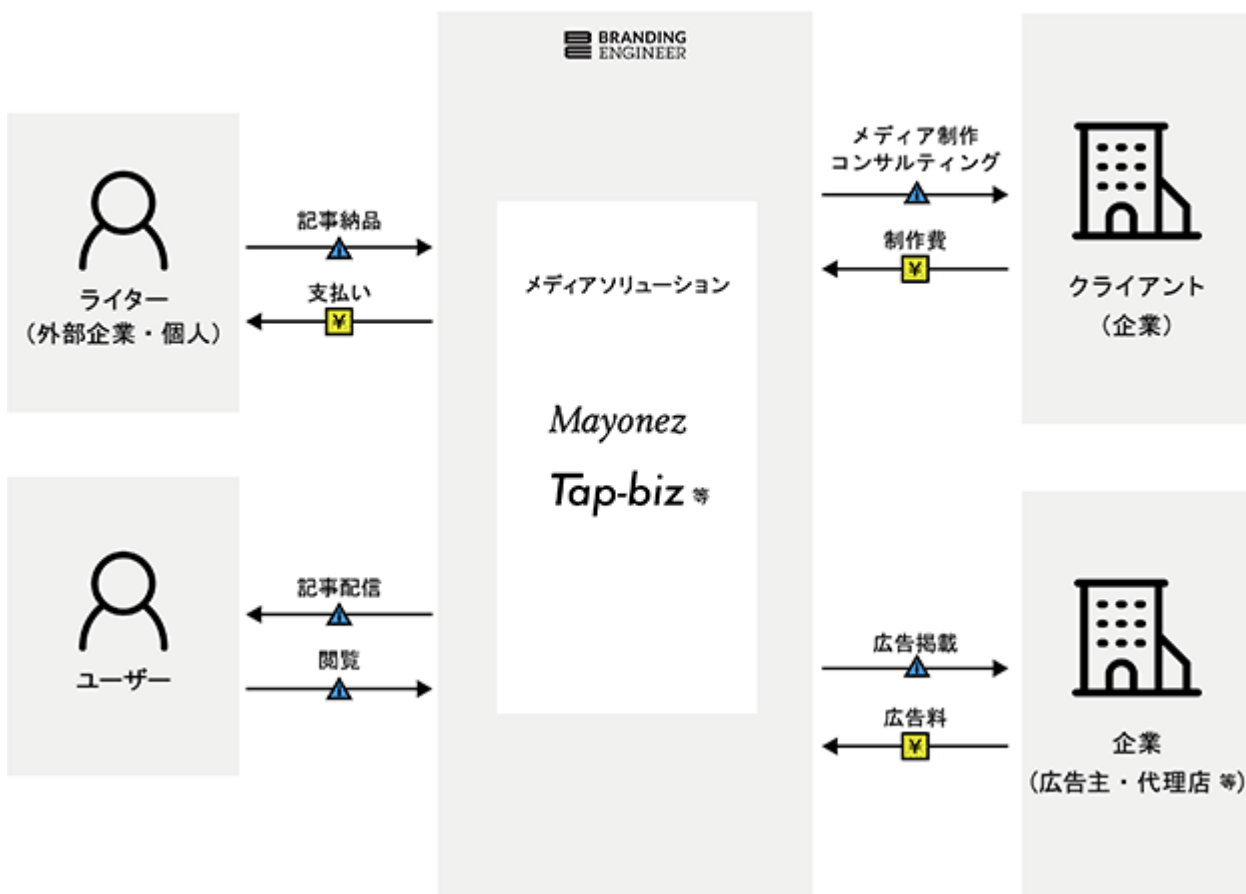 BRANDING
ENGINEER
ライター
（外部企業・個人）
記事納品
支払い
¥
メディアソリューション
Mayonez
Tap-biz 等
メディア制作
コンサルティング
制作費
¥
クライアント
（企業）
ユーザー
記事配信
閲覧
広告掲載
広告料
¥
企業
（広告主・代理店 等）